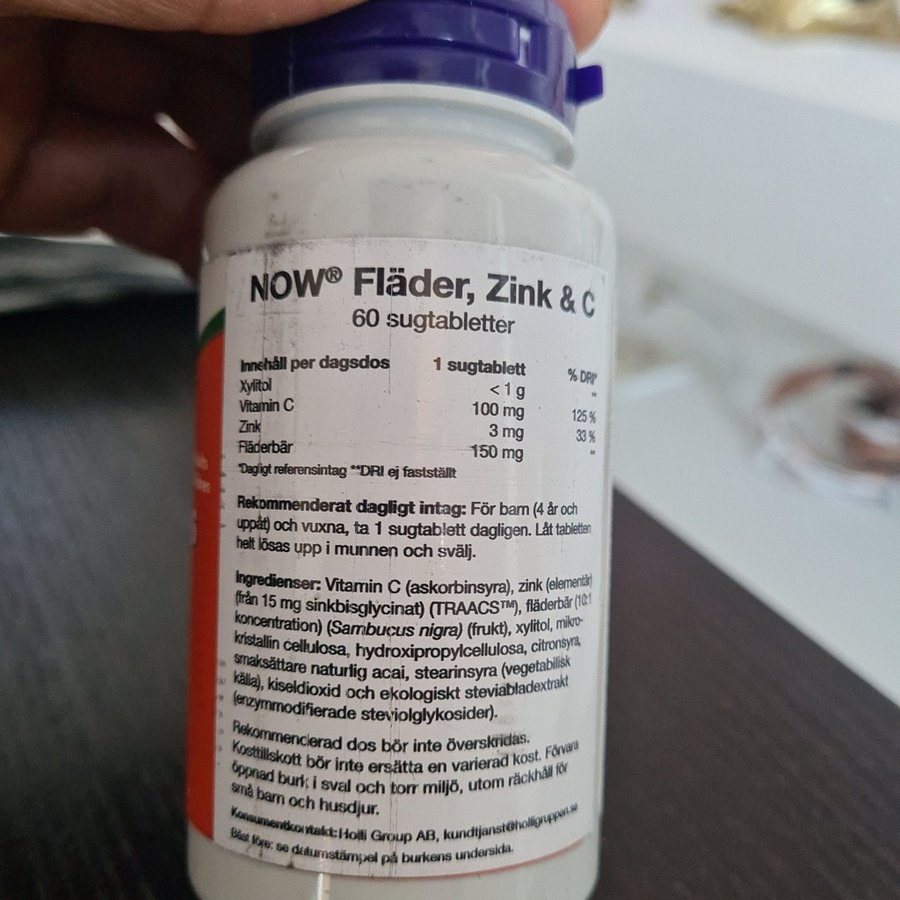 NOW® Fläder, Zink & C
60 sugtabletter
Innehåll per dagsdos 1 sugtablett % DRI*
Xylitol < 1 g **
Vitamin C 100 mg 125 %
Zink 3 mg 33 %
Fläderbär 150 mg **
*Dagligt referensintag **DRI ej fastställt
Rekommenderat dagligt intag: För barn (4 år och
uppåt) och vuxna, ta 1 sugtablett dagligen. Låt tabletten
helt lösas upp i munnen och svälj.
Ingredienser: Vitamin C (askorbinsyra), zink (elementär)
(från 15 mg sinkbisglycinat) (TRAACS™), fläderbär (10:1
koncentration) (Sambucus nigra) (frukt), xylitol, mikro-
kristallin cellulosa, hydroxipropylcellulosa, citronsyra,
smaksättare naturlig acai, stearinsyra (vegetabilisk
källa), kiseldioxid och ekologiskt steviabladextrakt
(enzymmodifierade steviolglykosider).
Rekommenderad dos bör inte överskridas.
Kosttillskott bör inte ersätta en varierad kost. Förvara
öppnad burk i sval och torr miljö, utom räckhåll för
små barn och husdjur.
Konsumentkontakt: Holli Group AB, kundtjanst@holligruppen.se
Bäst före: se datumstämpel på burkens undersida.